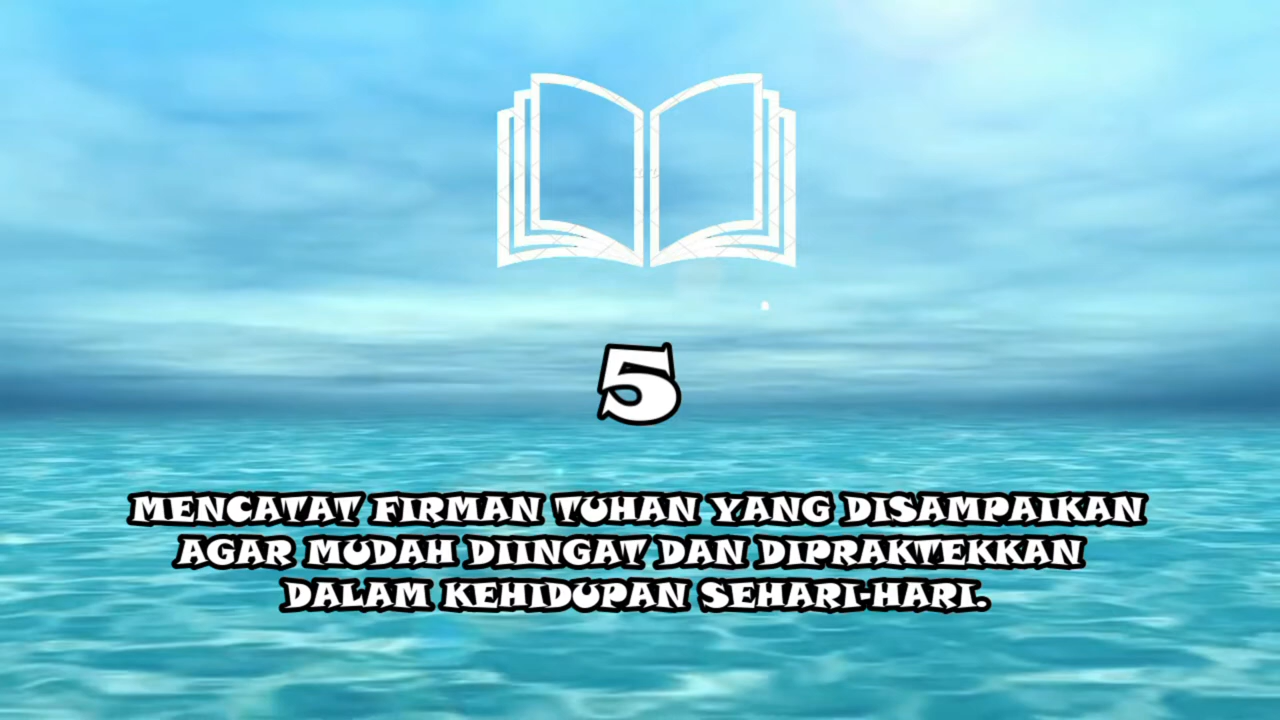 5
MENCATAT FIRMAN TUHAN YANG DISAMPAIKAN
AGAR MUDAH DIINGAT DAN DIPRAKTEKKAN
DALAM KEHIDUPAN SEHARI-HARI.